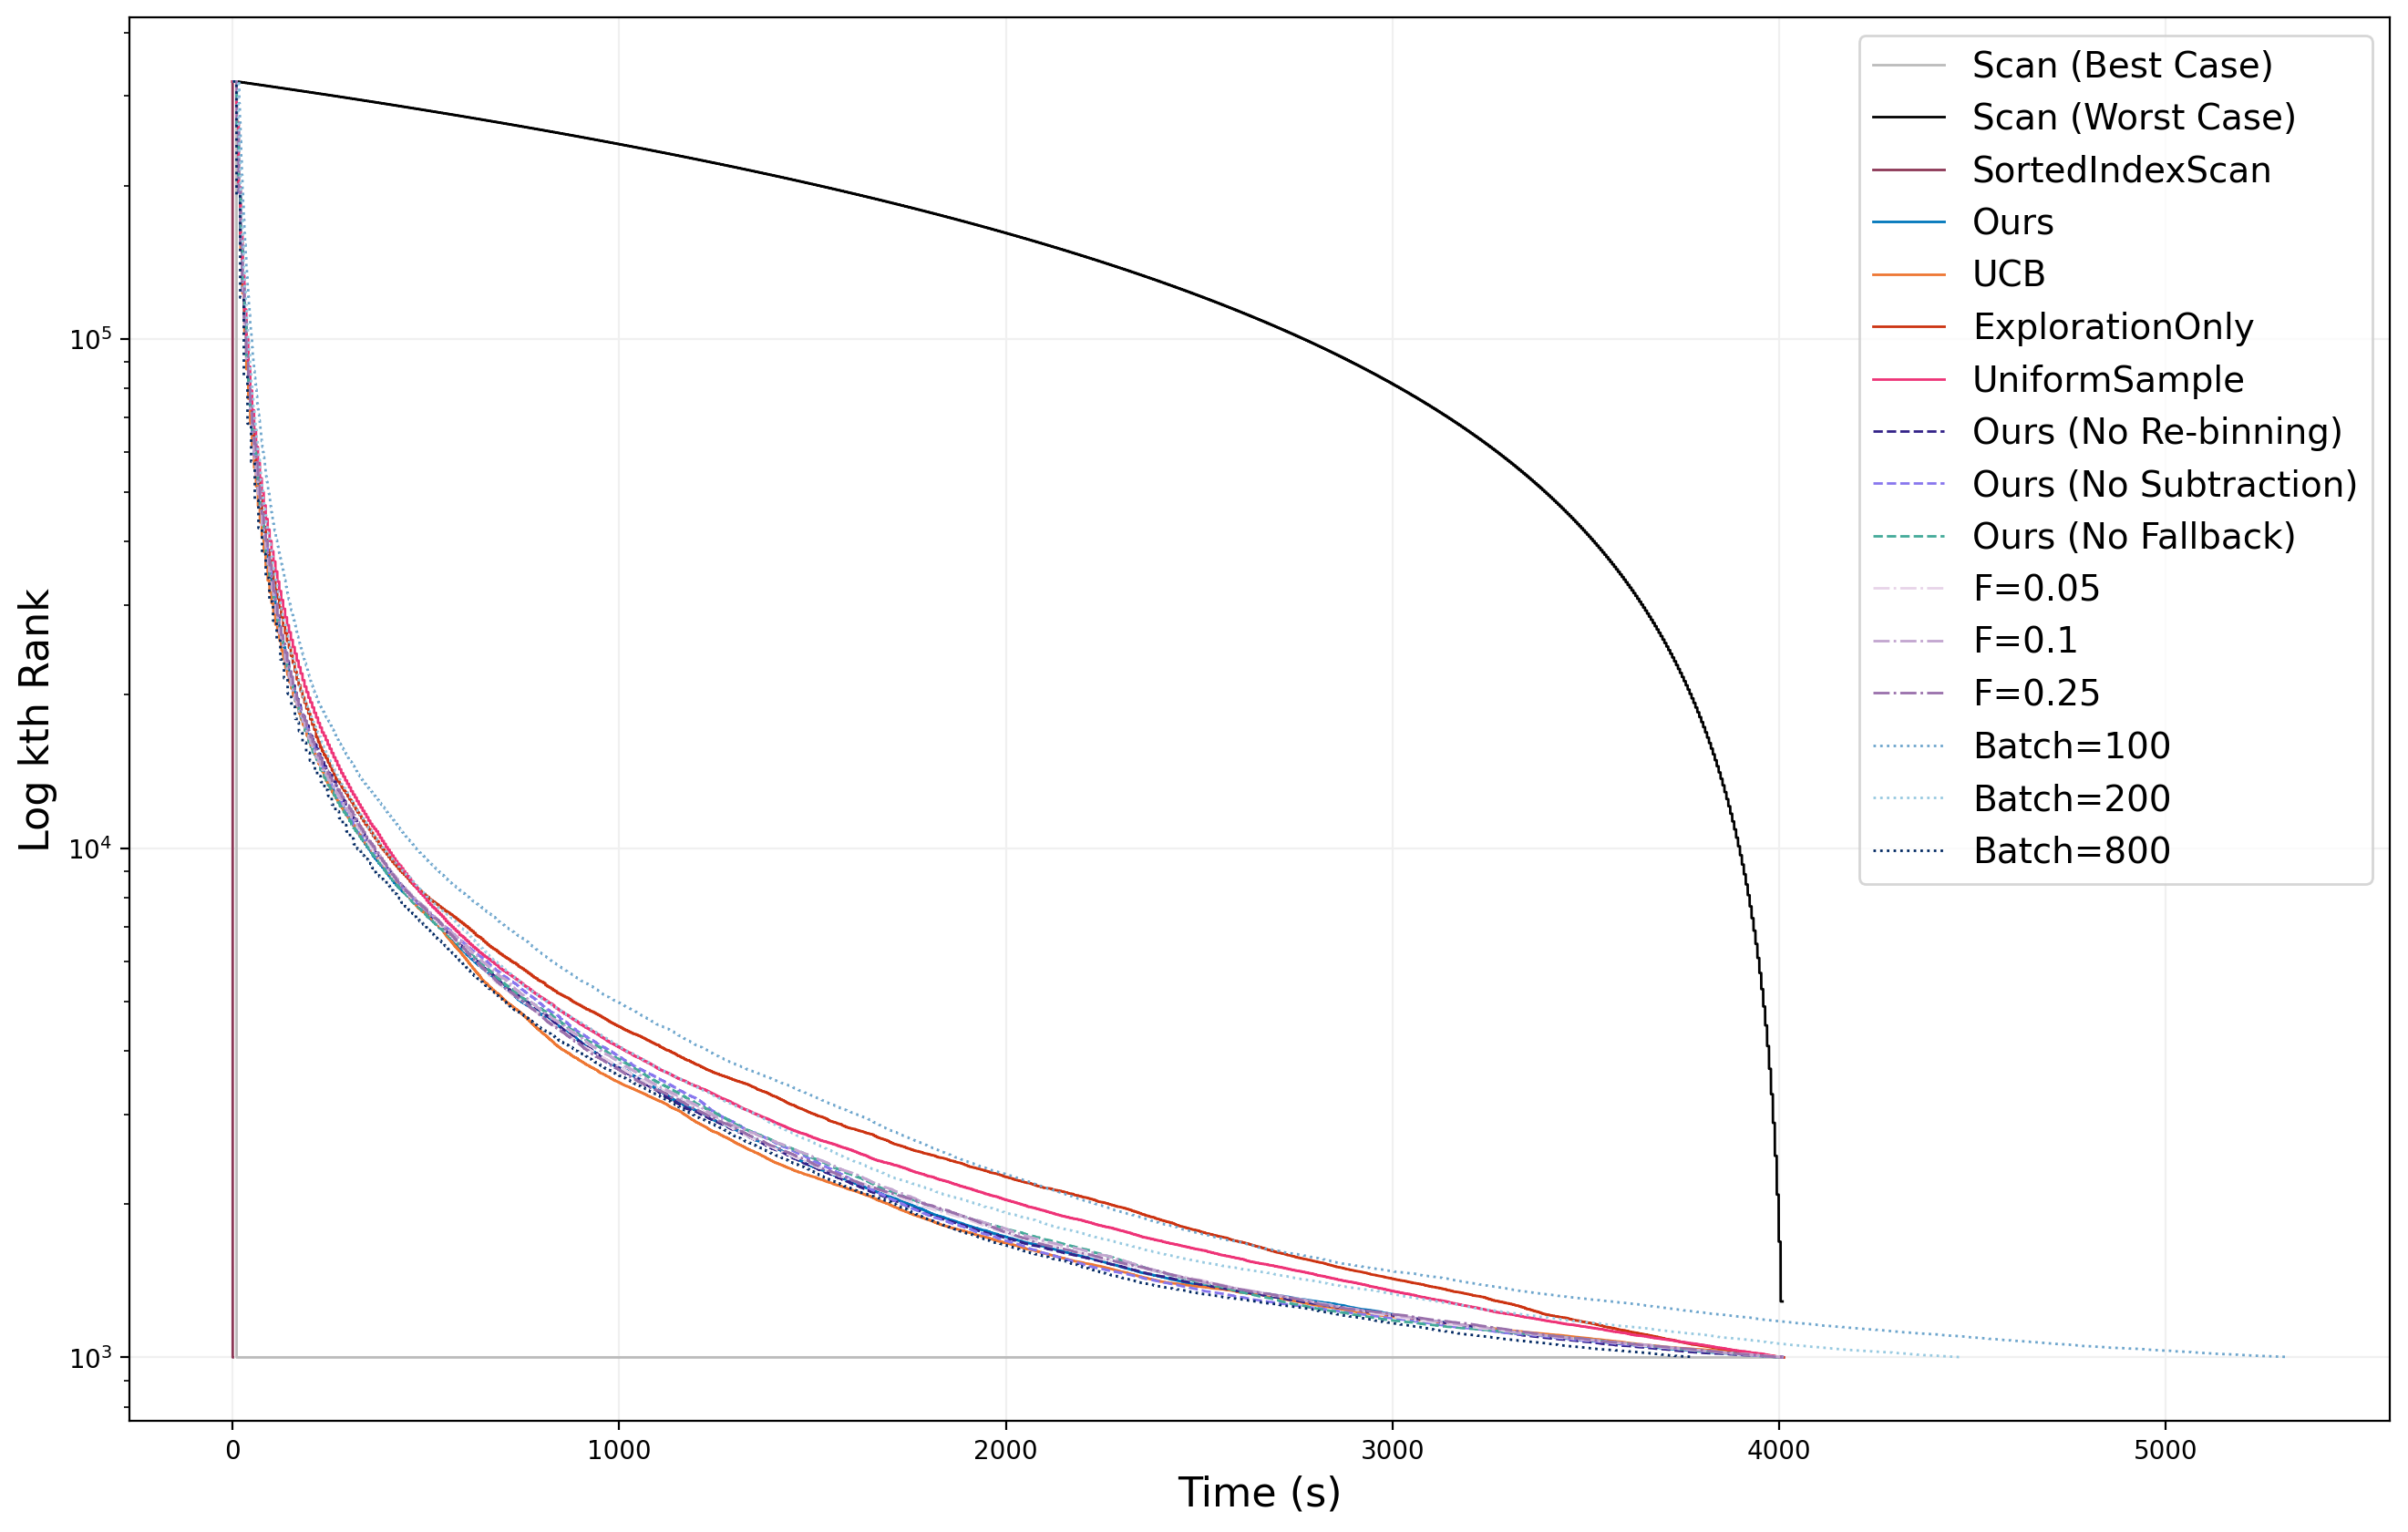 Log kth Rank
10^5
10^4
10^3
0 1000 2000 3000 4000 5000
Time (s)
Scan (Best Case)
Scan (Worst Case)
SortedIndexScan
Ours
UCB
ExplorationOnly
UniformSample
Ours (No Re-binning)
Ours (No Subtraction)
Ours (No Fallback)
F=0.05
F=0.1
F=0.25
Batch=100
Batch=200
Batch=800